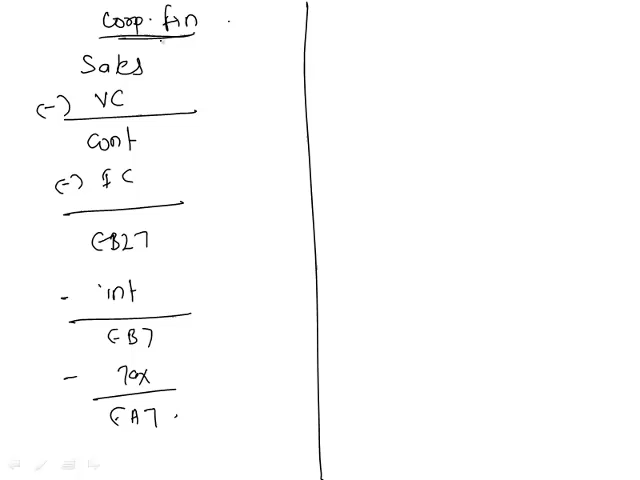 Corp. fin
Sales
(-) VC
Cont
(-) FC
EBIT
- int
EBT
- Tax
EAT